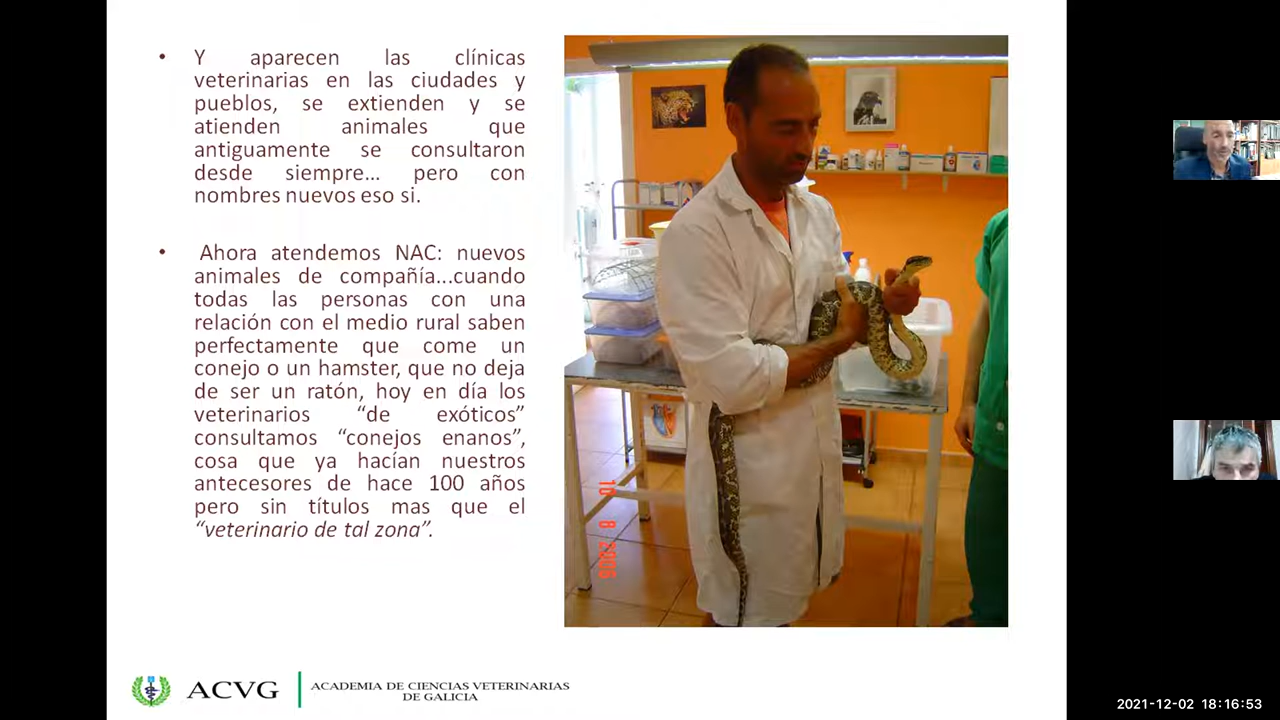 • Y aparecen las clínicas
veterinarias en las ciudades y
pueblos, se extienden y se
atienden animales que
antiguamente se consultaron
desde siempre... pero con
nombres nuevos eso si.
• Ahora atendemos NAC: nuevos
animales de compañía...cuando
todas las personas con una
relación con el medio rural saben
perfectamente que come un
conejo o un hamster, que no deja
de ser un ratón, hoy en día los
veterinarios “de exóticos”
consultamos “conejos enanos”,
cosa que ya hacían nuestros
antecesores de hace 100 años
pero sin títulos mas que el
“veterinario de tal zona”.
10 8 2006
ACVG
ACADEMIA DE CIENCIAS VETERINARIAS
DE GALICIA
2021-12-02 18:16:53